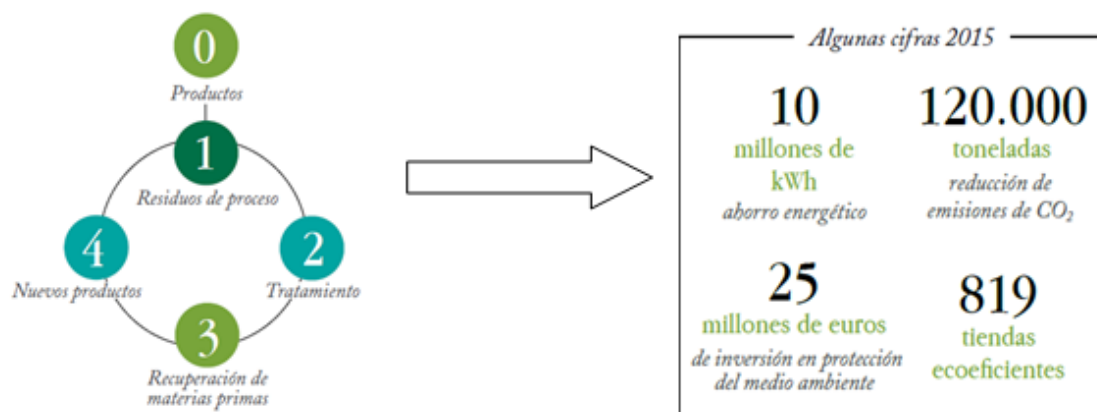 0
Productos
1
Residuos de proceso
2
Tratamiento
3
Recuperación de
materias primas
4
Nuevos productos
Algunas cifras 2015
10
millones de
kWh
ahorro energético
120.000
toneladas
reducción de
emisiones de CO₂
25
millones de euros
de inversión en protección
del medio ambiente
819
tiendas
ecoeficientes